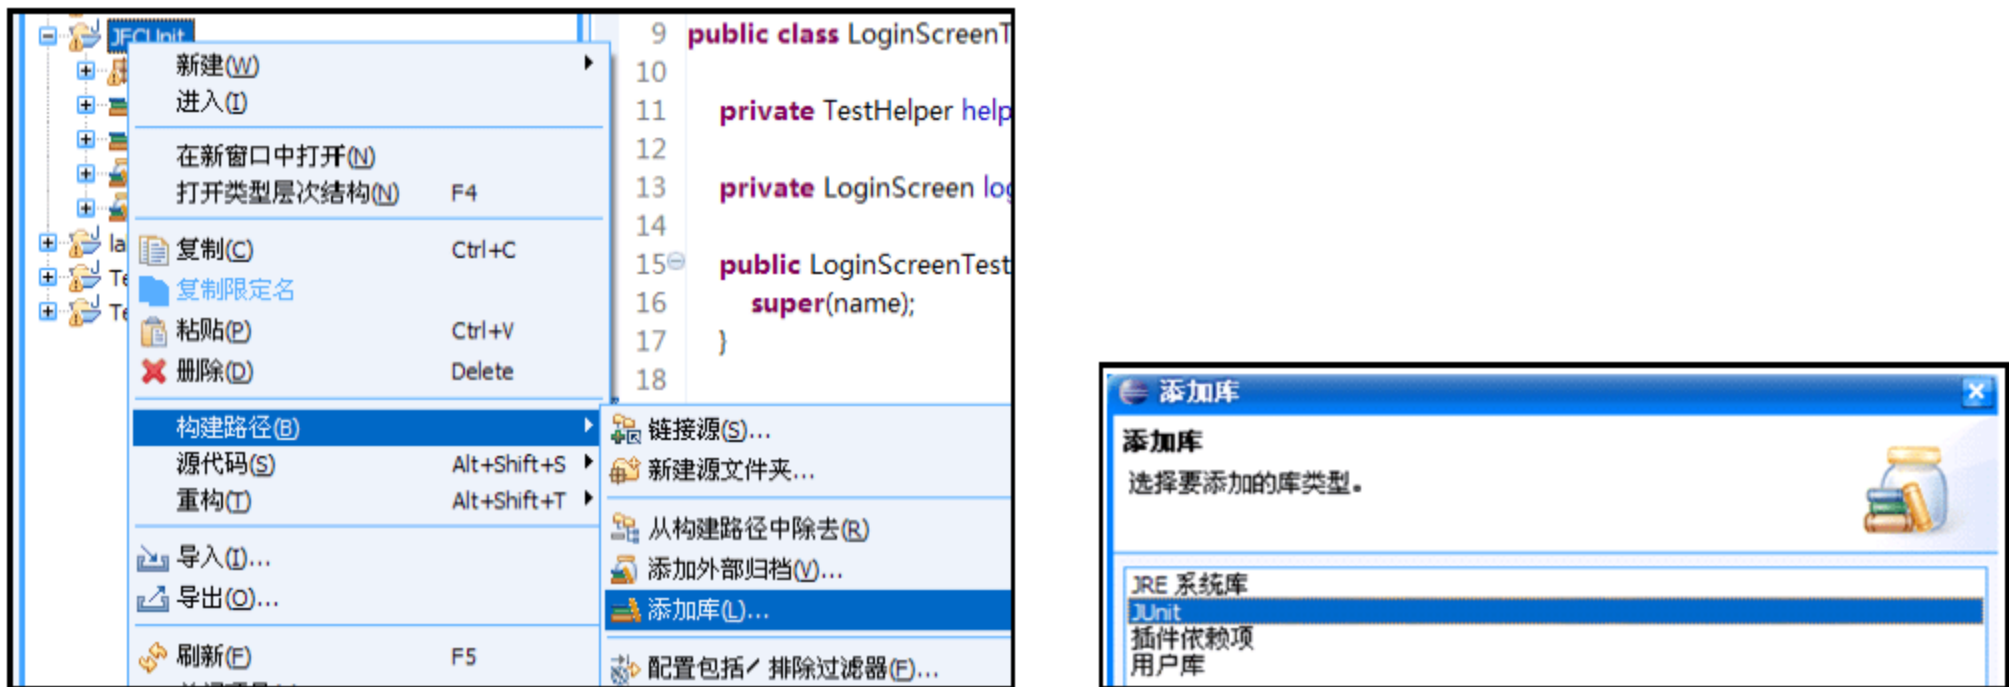 JFCUnit
新建(W)
进入(I)
在新窗口中打开(N)
打开类型层次结构(N) F4
la
复制(C) Ctrl+C
Te
复制限定名
Te
粘贴(P) Ctrl+V
删除(D) Delete
构建路径(B)
源代码(S) Alt+Shift+S
重构(T) Alt+Shift+T
导入(I)...
导出(O)...
刷新(F) F5
链接源(S)...
新建源文件夹...
从构建路径中除去(R)
添加外部归档(V)...
添加库(L)...
配置包括/排除过滤器(F)...
9 public class LoginScreenT
10
11 private TestHelper help
12
13 private LoginScreen log
14
15 public LoginScreenTest
16 super(name);
17 }
18
添加库
添加库
选择要添加的库类型。
JRE 系统库
JUnit
插件依赖项
用户库